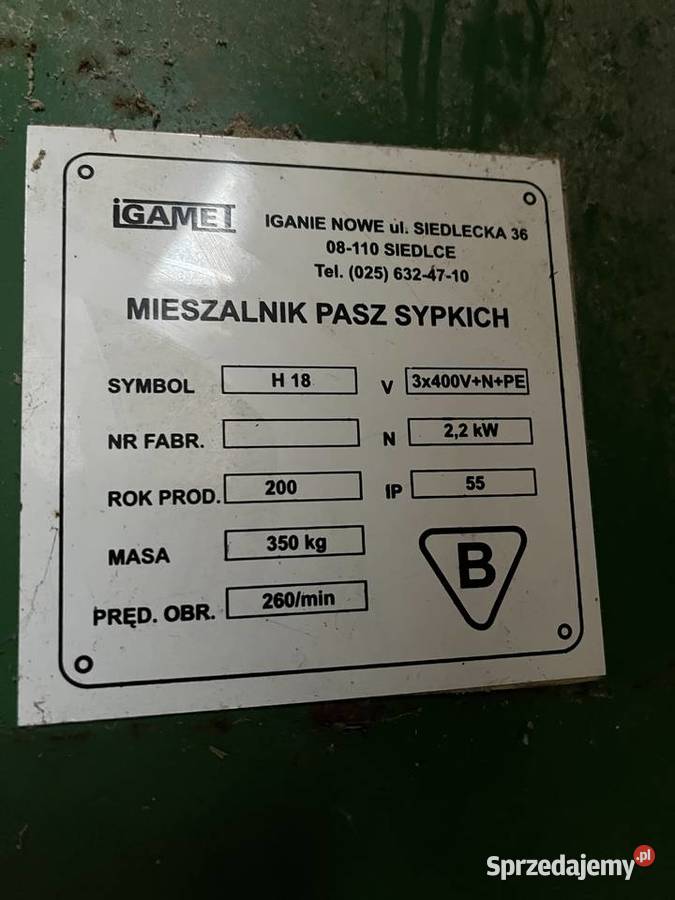 iGAMET
IGANIE NOWE ul. SIEDLECKA 36
08-110 SIEDLCE
Tel. (025) 632-47-10
MIESZALNIK PASZ SYPKICH
SYMBOL H 18 V 3x400V+N+PE
NR FABR. N 2,2 kW
ROK PROD. 200 IP 55
MASA 350 kg
B
PRĘD. OBR. 260/min
Sprzedajemy.pl